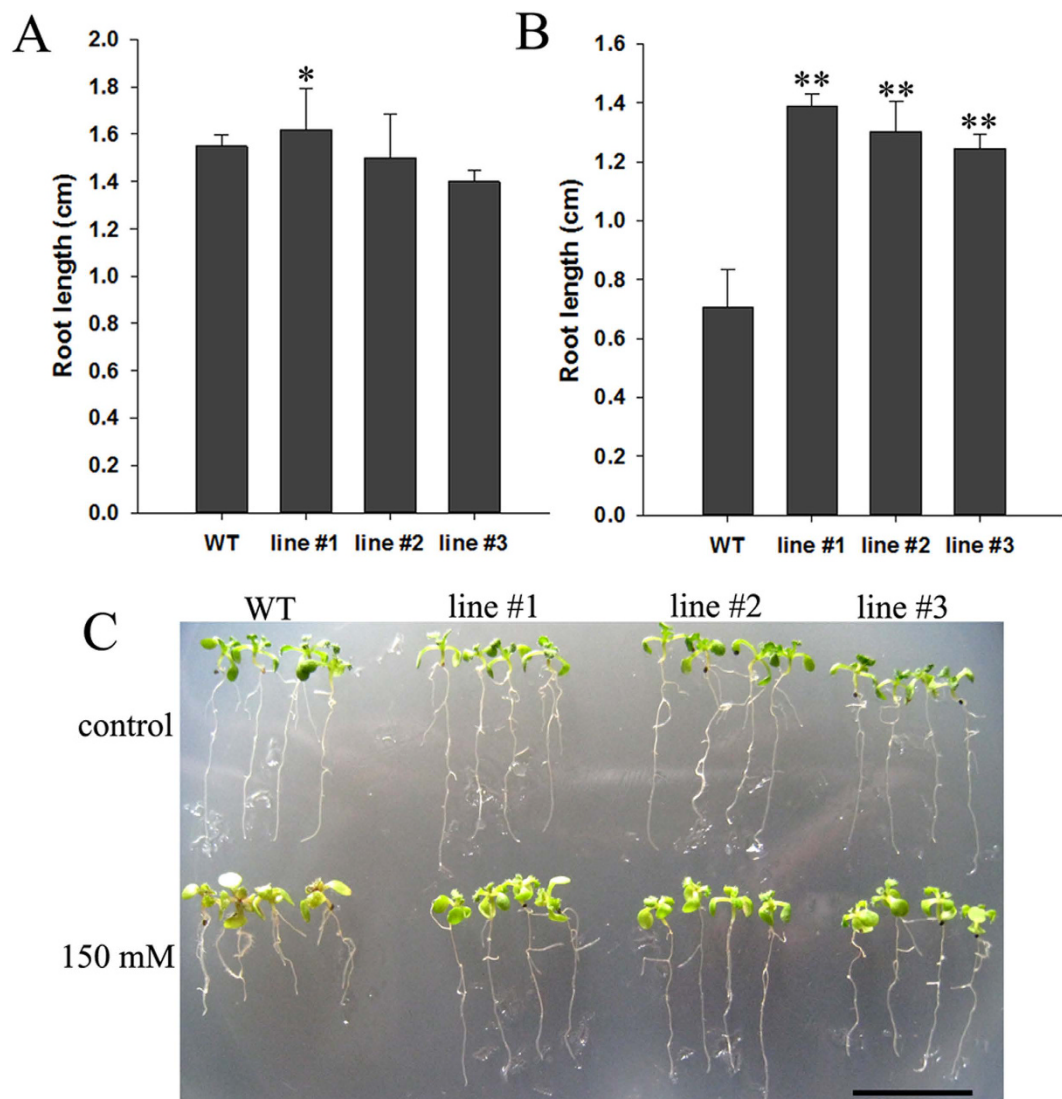 A
2.0
1.8
1.6
1.4
1.2
1.0
0.8
0.6
0.4
0.2
0.0
Root length (cm)
*
WT line #1 line #2 line #3
B
1.6
1.4
1.2
1.0
0.8
0.6
0.4
0.2
0.0
Root length (cm)
** ** **
WT line #1 line #2 line #3
C
WT line #1 line #2 line #3
control
150 mM